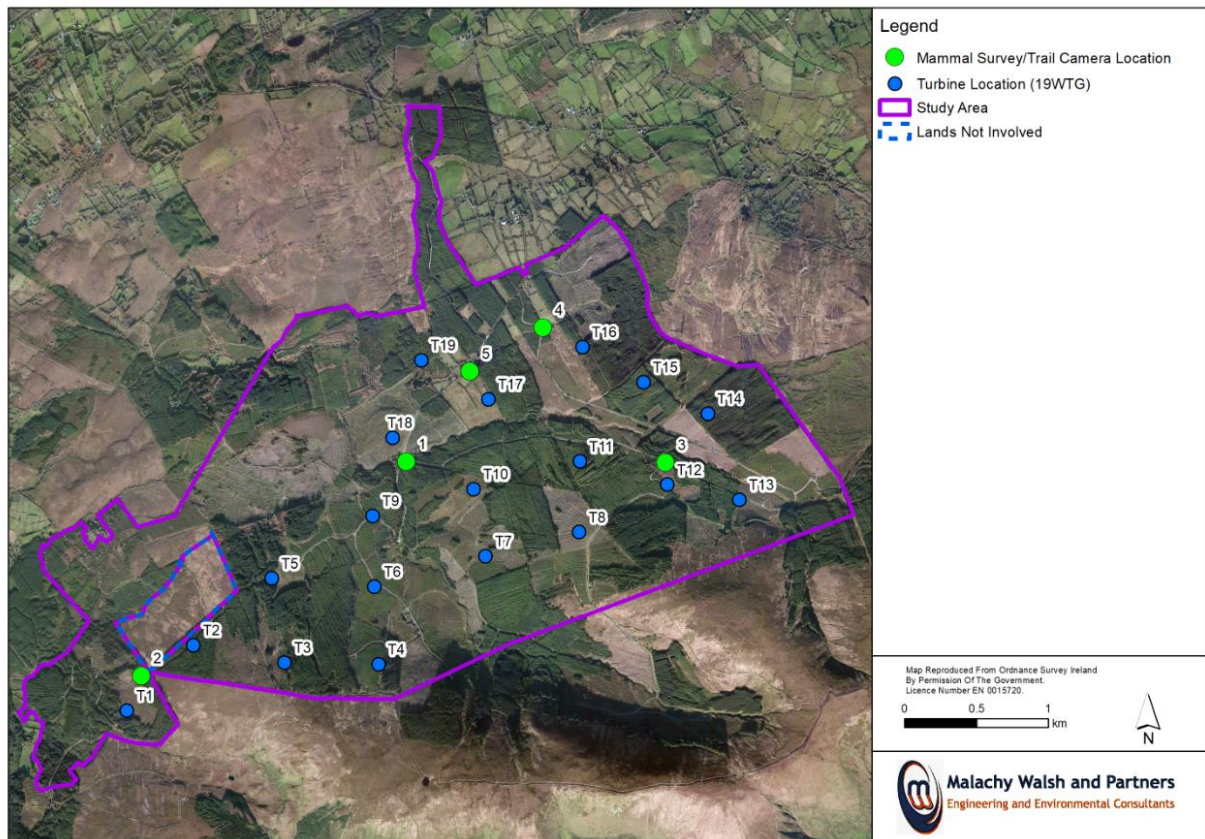 Legend
Mammal Survey/Trail Camera Location
Turbine Location (19WTG)
Study Area
Lands Not Involved
4
T16
T19
5
T15
T17
T14
T18
1
T11
3
T10
T12
T13
T9
T8
T7
T5
T6
T2
T3
T4
2
T1
Map Reproduced From Ordnance Survey Ireland
By Permission Of The Government.
Licence Number EN 0015720.
0 0.5 1
km
N
Malachy Walsh and Partners
Engineering and Environmental Consultants